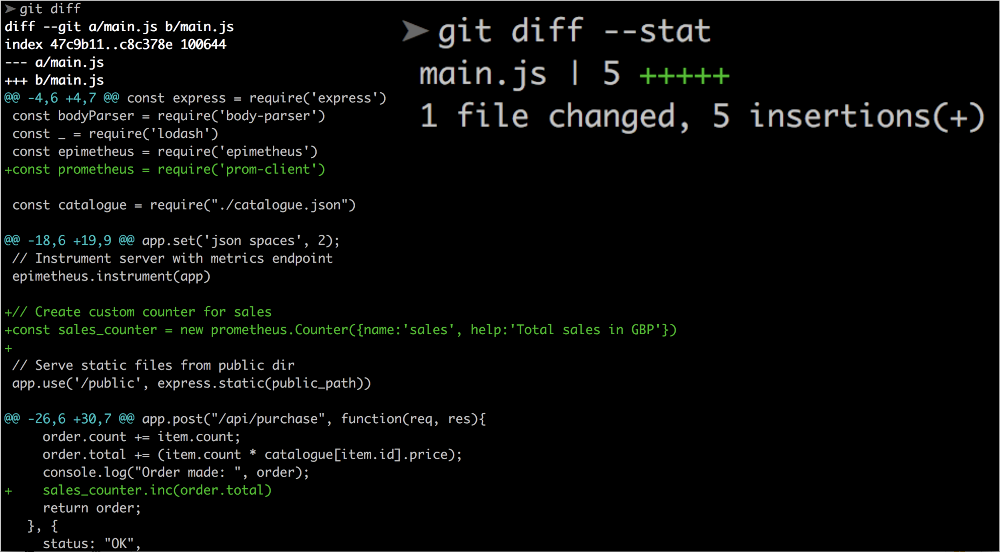 ➤ git diff
diff --git a/main.js b/main.js
index 47c9b11..c8c378e 100644
--- a/main.js
+++ b/main.js
@@ -4,6 +4,7 @@ const express = require('express')
 const bodyParser = require('body-parser')
 const _ = require('lodash')
 const epimetheus = require('epimetheus')
+const prometheus = require('prom-client')

 const catalogue = require("./catalogue.json")

@@ -18,6 +19,9 @@ app.set('json spaces', 2);
 // Instrument server with metrics endpoint
 epimetheus.instrument(app)

+// Create custom counter for sales
+const sales_counter = new prometheus.Counter({name:'sales', help:'Total sales in GBP'})
+
 // Serve static files from public dir
 app.use('/public', express.static(public_path))

@@ -26,6 +30,7 @@ app.post("/api/purchase", function(req, res){
     order.count += item.count;
     order.total += (item.count * catalogue[item.id].price);
     console.log("Order made: ", order);
+    sales_counter.inc(order.total)
     return order;
   }, {
     status: "OK",
➤ git diff --stat
main.js | 5 +++++
1 file changed, 5 insertions(+)